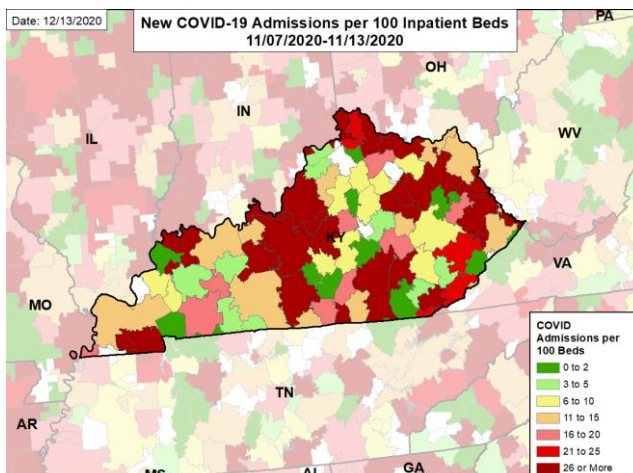 Date: 12/13/2020
New COVID-19 Admissions per 100 Inpatient Beds
11/07/2020-11/13/2020
PA
OH
IN
IL
WV
KY
VA
MO
TN
AR
MS
AL
GA
COVID
Admissions per
100 Beds
0 to 2
3 to 5
6 to 10
11 to 15
16 to 20
21 to 25
26 or More